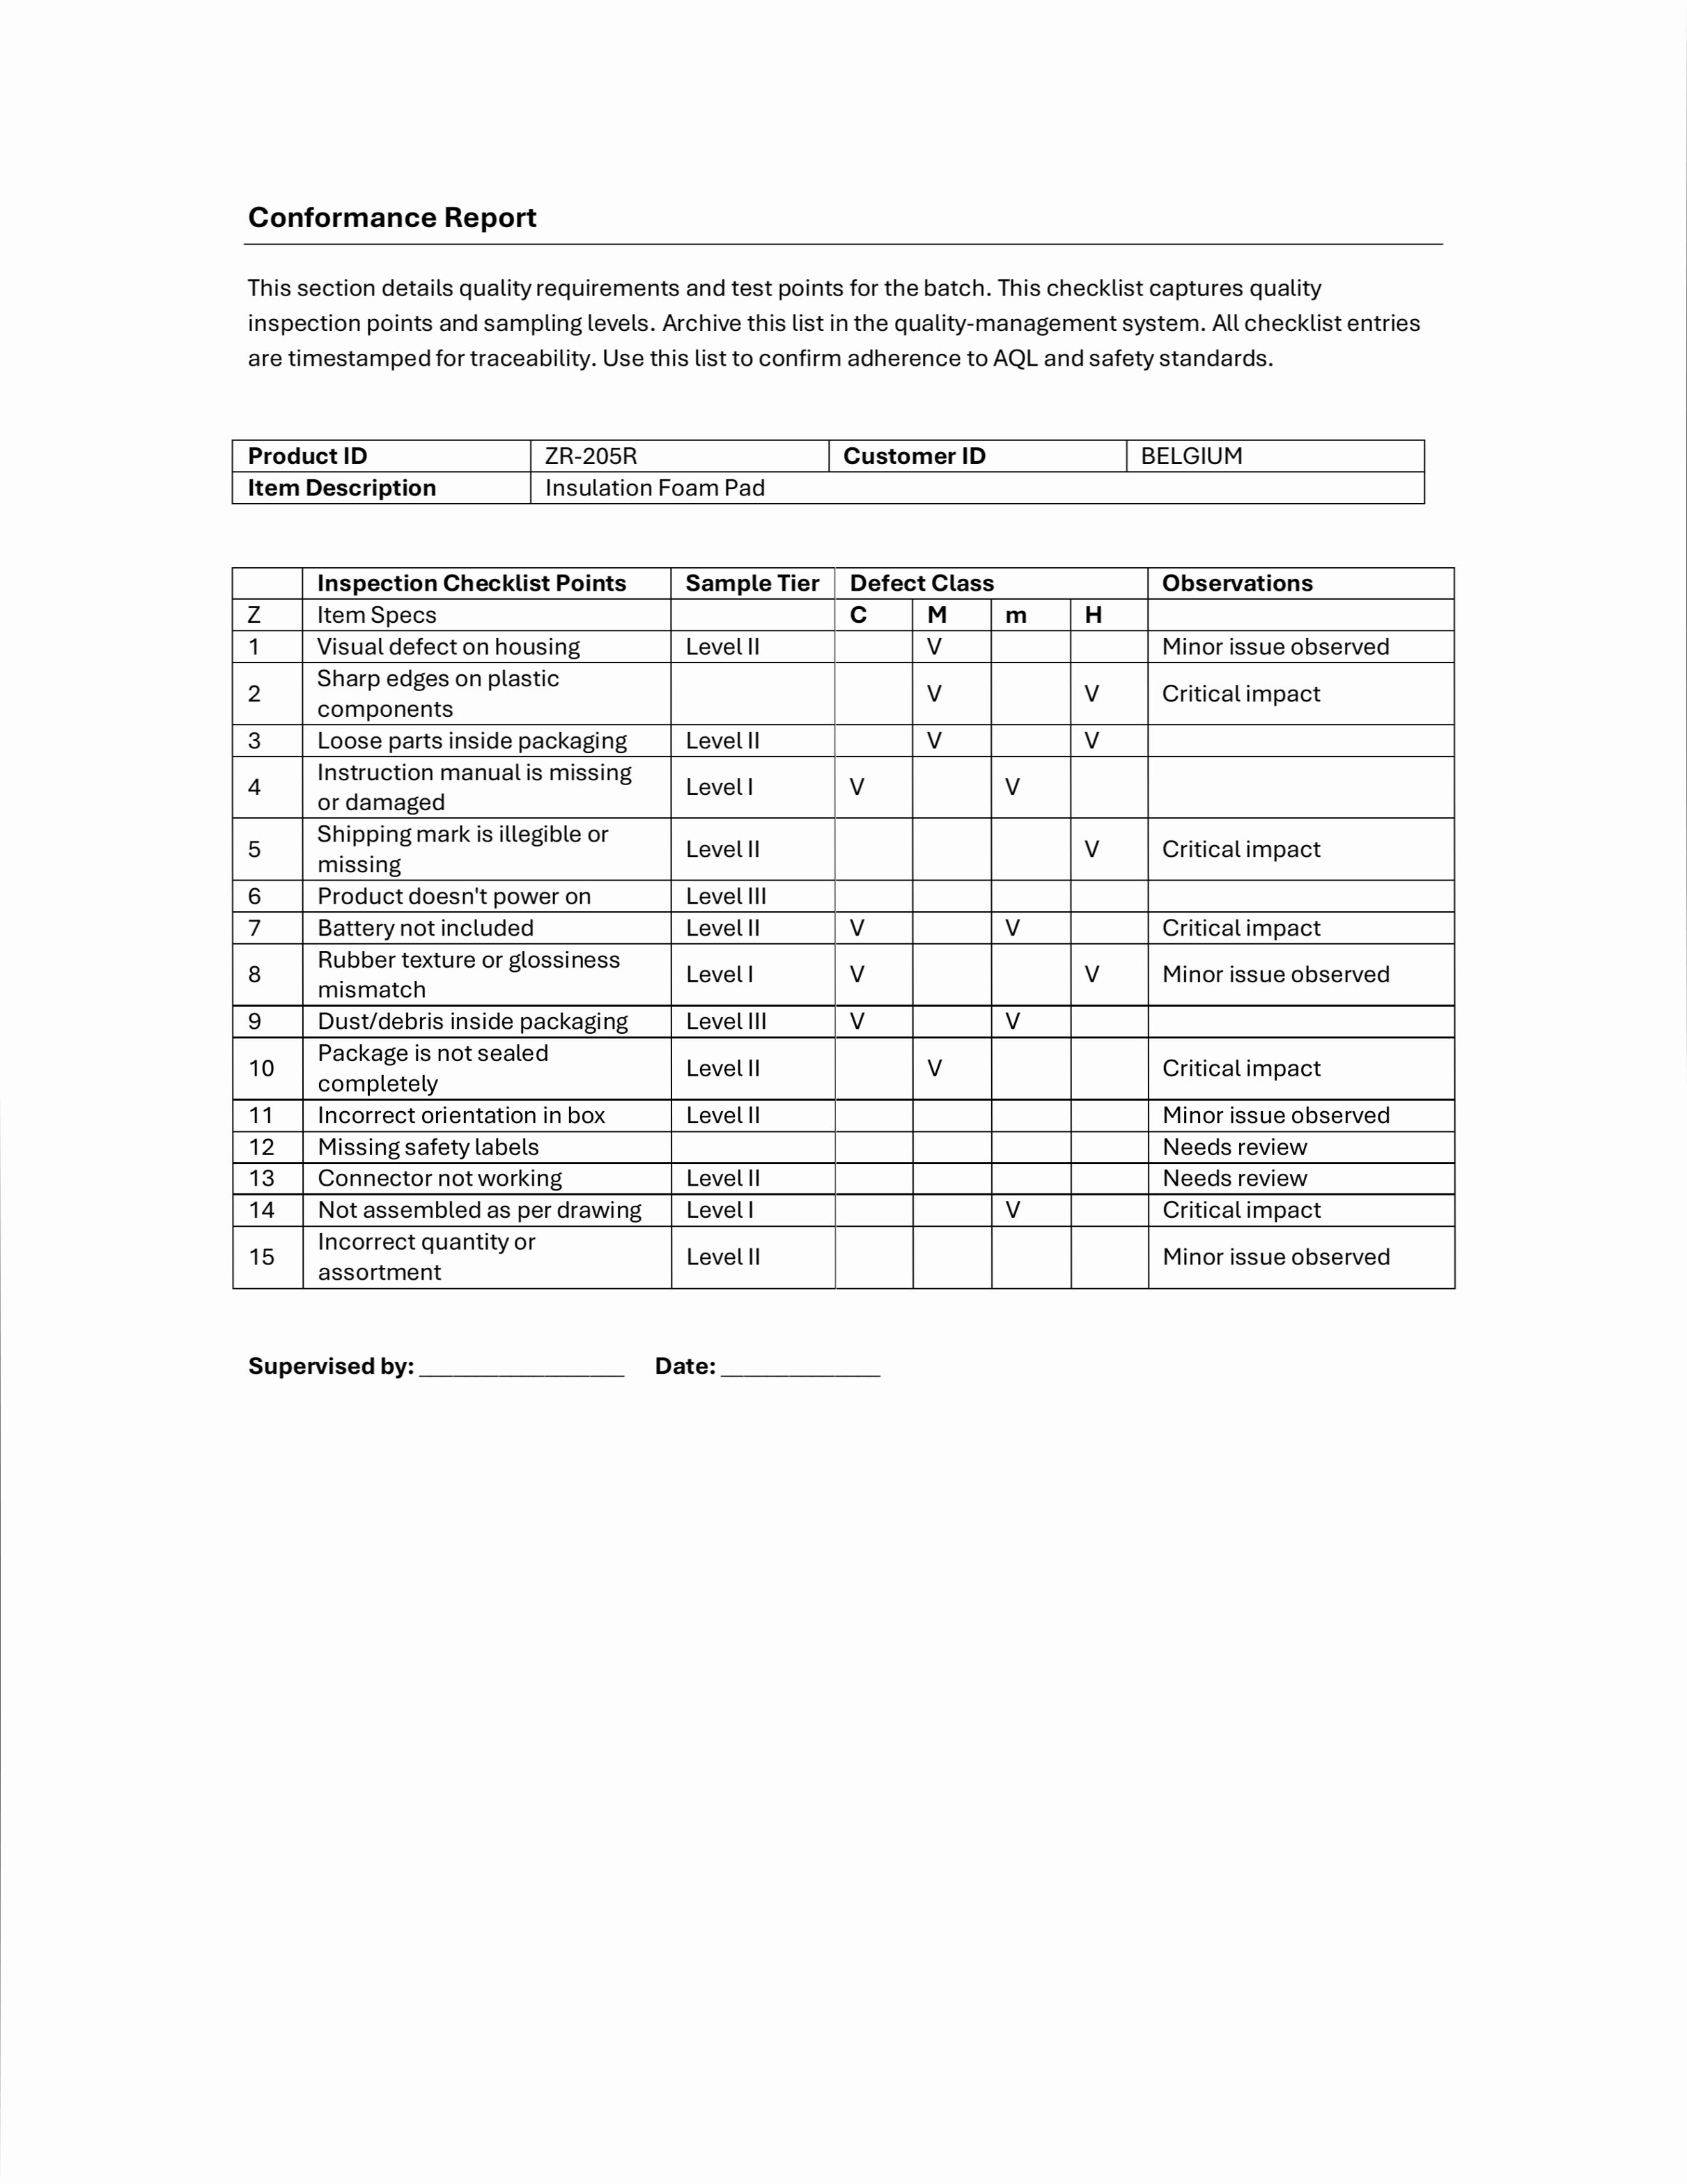 Conformance Report
This section details quality requirements and test points for the batch. This checklist captures quality
inspection points and sampling levels. Archive this list in the quality-management system. All checklist entries
are timestamped for traceability. Use this list to confirm adherence to AQL and safety standards.
Product ID ZR-205R Customer ID BELGIUM
Item Description Insulation Foam Pad
Inspection Checklist Points Sample Tier Defect Class Observations
Z Item Specs C M m H
1 Visual defect on housing Level II V Minor issue observed
2 Sharp edges on plastic
components V V Critical impact
3 Loose parts inside packaging Level II V V
4 Instruction manual is missing
or damaged Level I V V
5 Shipping mark is illegible or
missing Level II V Critical impact
6 Product doesn't power on Level III
7 Battery not included Level II V V Critical impact
8 Rubber texture or glossiness
mismatch Level I V V Minor issue observed
9 Dust/debris inside packaging Level III V V
10 Package is not sealed
completely Level II V Critical impact
11 Incorrect orientation in box Level II Minor issue observed
12 Missing safety labels Needs review
13 Connector not working Level II Needs review
14 Not assembled as per drawing Level I V Critical impact
15 Incorrect quantity or
assortment Level II Minor issue observed
Supervised by: __________________ Date: ______________